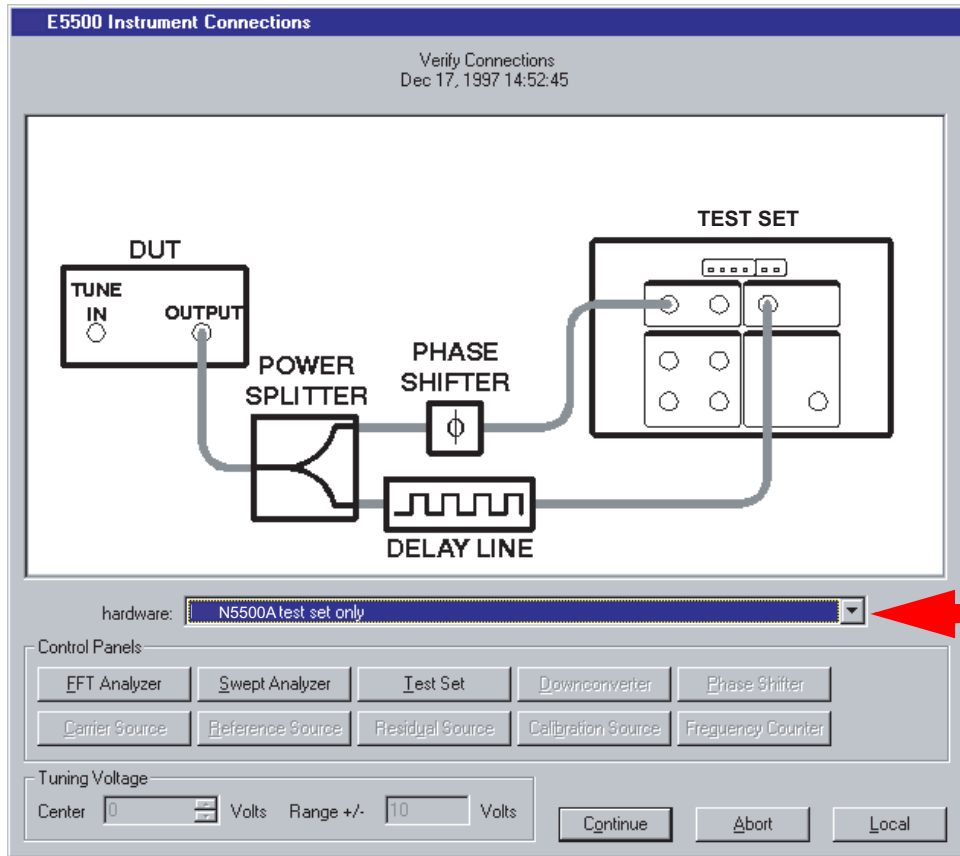 E5500 Instrument Connections
Verify Connections
Dec 17, 1997 14:52:45
TEST SET
DUT
TUNE
IN
OUTPUT
POWER
SPLITTER
PHASE
SHIFTER
ϕ
DELAY LINE
hardware: N5500A test set only
Control Panels
FFT Analyzer Swept Analyzer Test Set Downconverter Phase Shifter
Carrier Source Reference Source Residual Source Calibration Source Freguency Counter
Tuning Voltage
Center 0 Volts Range +/- 10 Volts
Continue Abort Local